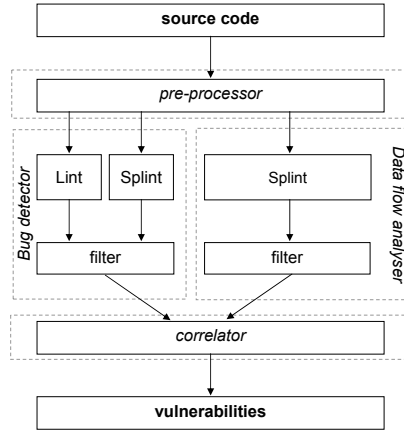 source code
pre-processor
Bug detector
Lint
Splint
Splint
Data flow analyser
filter
filter
correlator
vulnerabilities